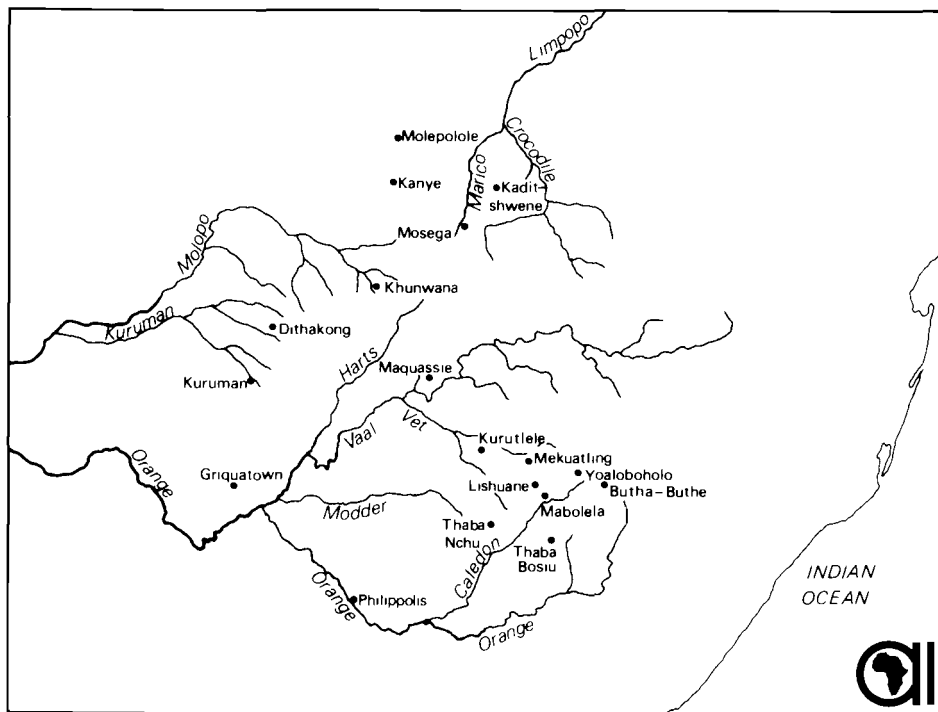 Limpopo
Molepolole
Crocodile
Kanye
Marico
Kadit-
shwene
Mosega
Molopo
Khunwana
Kuruman
Dithakong
Harts
Maquassie
Kuruman
Vaal
Vet
Kurutlele
Mekuatling
Orange
Griquatown
Yoaloboholo
Lishuane
Butha-Buthe
Modder
Mabolela
Thaba
Nchu
Caledon
Thaba
Bosiu
INDIAN
OCEAN
Orange
Philippolis
Orange
aii